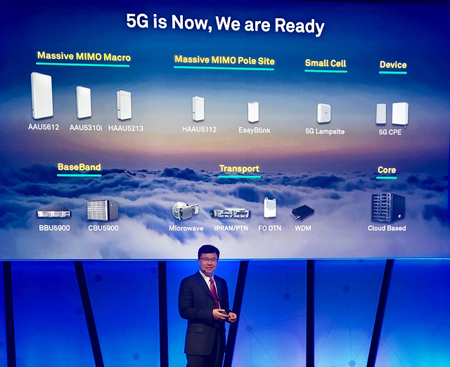 5G is Now, We are Ready
Massive MIMO Macro
Massive MIMO Pole Site
Small Cell
Device
AAU5612
AAU5310i
HAAU5213
HAAU5112
EasyBlink
5G Lampsite
5G CPE
BaseBand
Transport
Core
BBU5900
CBU5900
Microwave
IPRAN/PTN
FO OTN
WDM
Cloud Based